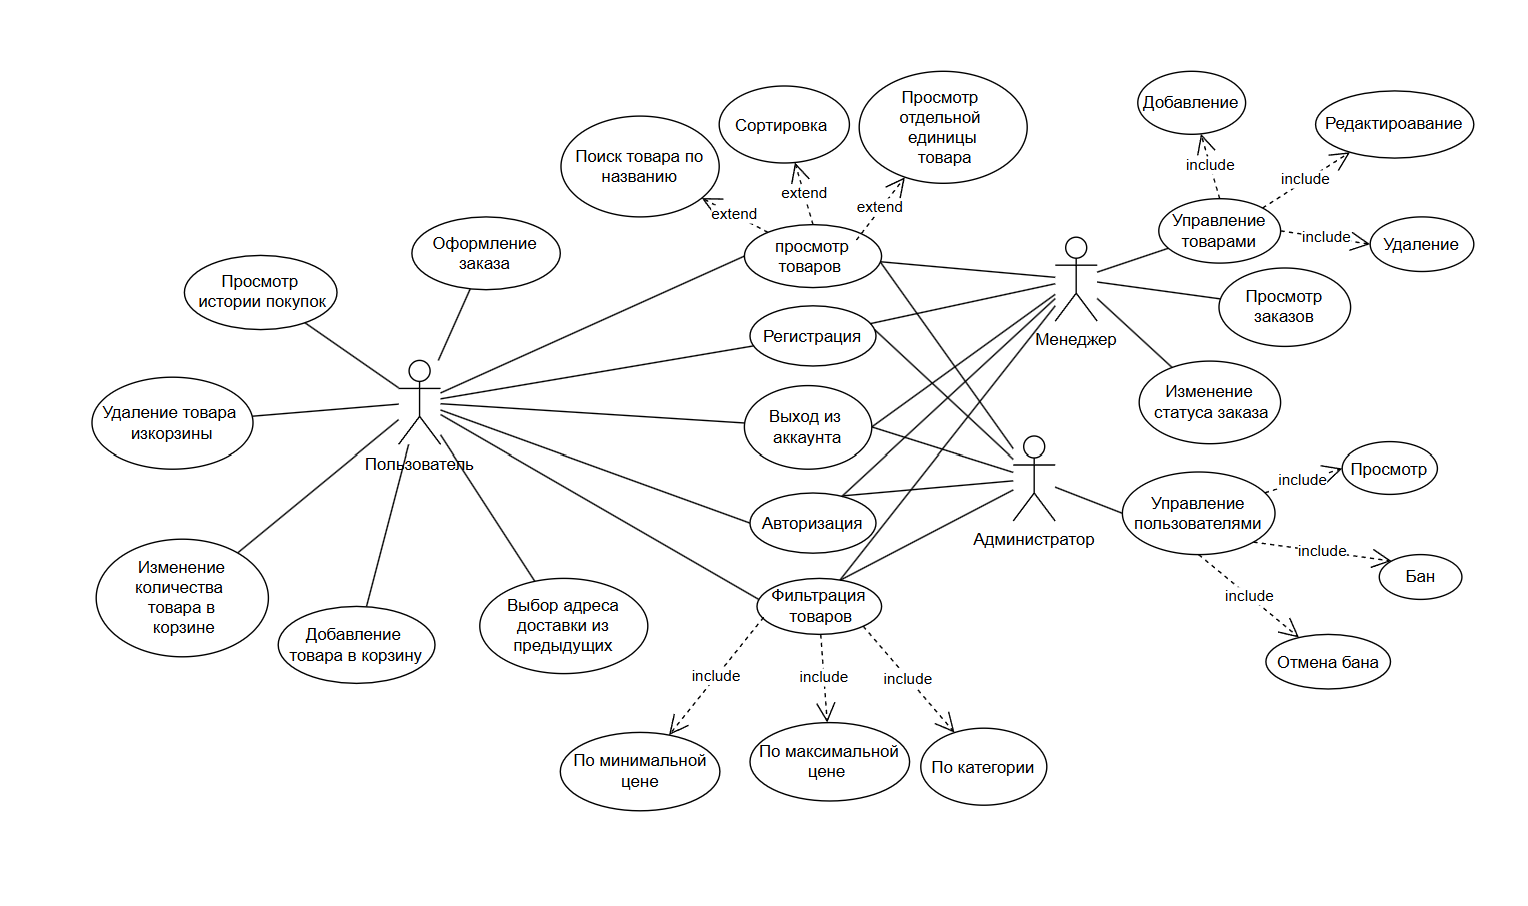 Добавление
Просмотр
отдельной
единицы
товара
Сортировка
Редактироавание
Поиск товара по
названию
include
include
extend
extend
extend
Управление
товарами
include
Удаление
Оформление
заказа
просмотр
товаров
Просмотр
истории покупок
Просмотр
заказов
Регистрация
Менеджер
Изменение
статуса заказа
Удаление товара
изкорзины
Выход из
аккаунта
Пользователь
Просмотр
include
Управление
пользователями
Авторизация
Администратор
include
Бан
Изменение
количества
товара в
корзине
Выбор адреса
доставки из
предыдущих
Фильтрация
товаров
include
Добавление
товара в корзину
Отмена бана
include
include
include
По минимальной
цене
По максимальной
цене
По категории